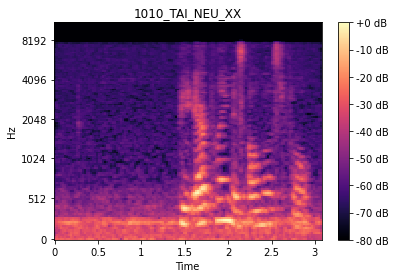 1010_TAI_NEU_XX
+0 dB
8192
-10 dB
4096
-20 dB
-30 dB
2048
Hz
-40 dB
1024
-50 dB
512
-60 dB
-70 dB
0
-80 dB
0 0.5 1 1.5 2 2.5 3
Time